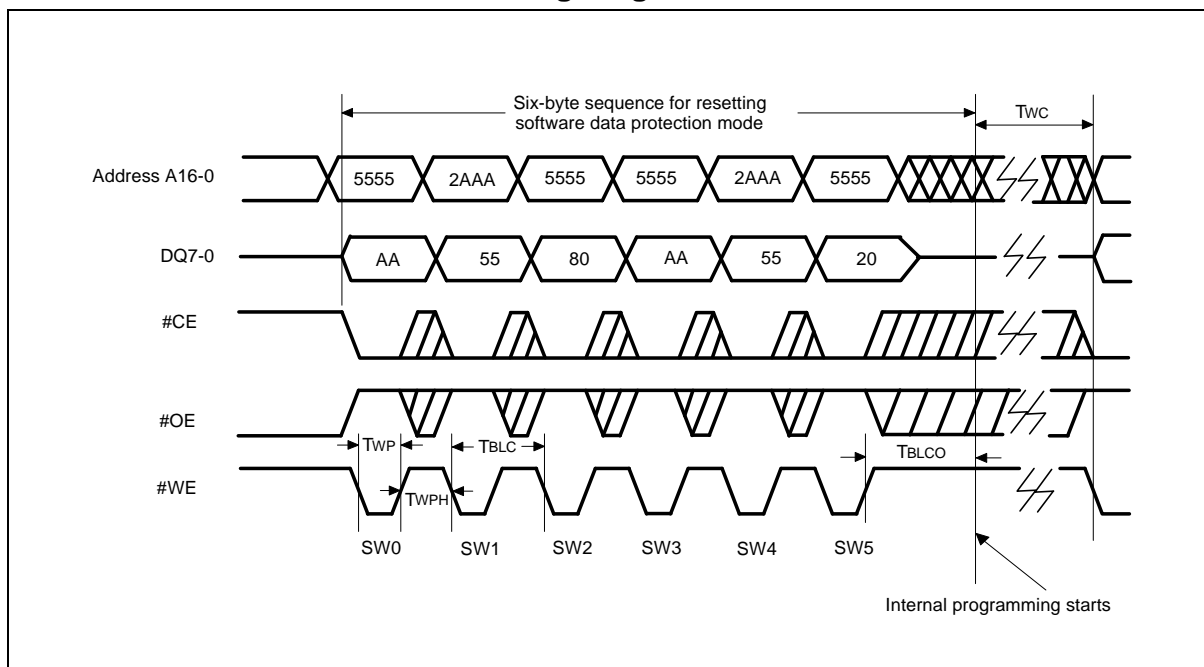 Six-byte sequence for resetting
software data protection mode
TWC
Address A16-0
5555 2AAA 5555 5555 2AAA 5555
DQ7-0
AA 55 80 AA 55 20
#CE
#OE
TWP
TBLC
TBLCO
#WE
TWPH
SW0 SW1 SW2 SW3 SW4 SW5
Internal programming starts